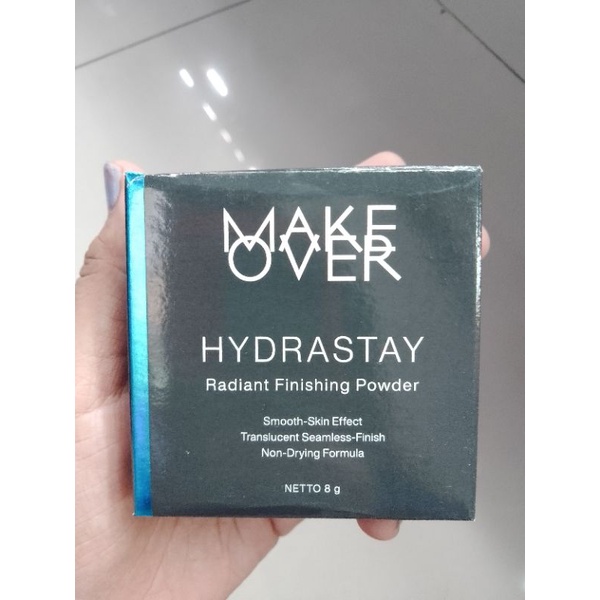 MAKE
OVER
HYDRASTAY
Radiant Finishing Powder
Smooth-Skin Effect
Translucent Seamless-Finish
Non-Drying Formula
NETTO 8 g